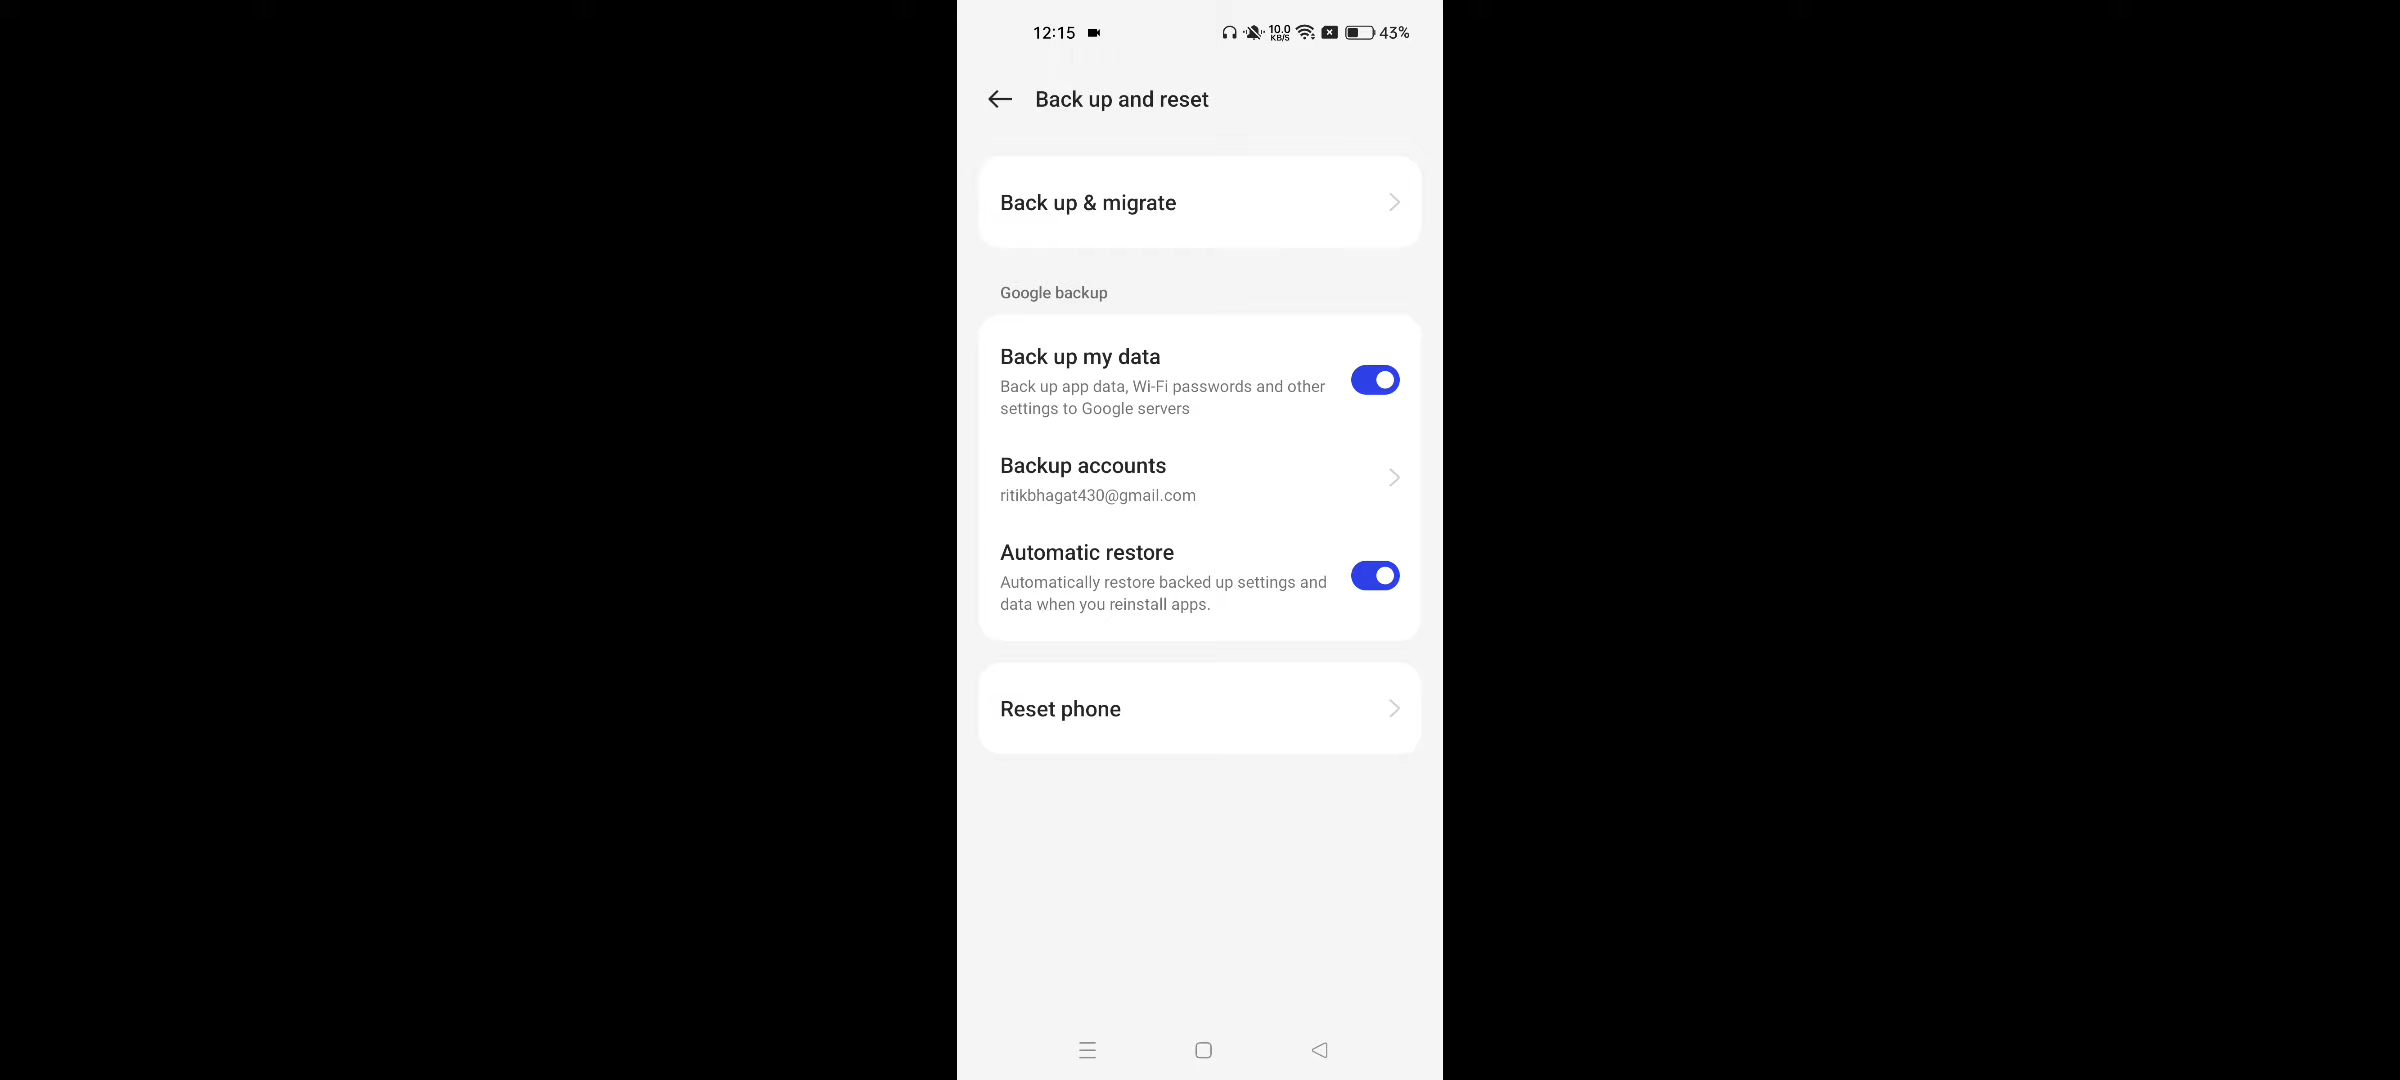 12:15
10.0
KB/S
43%
Back up and reset
Back up & migrate
Google backup
Back up my data
Back up app data, Wi-Fi passwords and other
settings to Google servers
Backup accounts
ritikbhagat430@gmail.com
Automatic restore
Automatically restore backed up settings and
data when you reinstall apps.
Reset phone